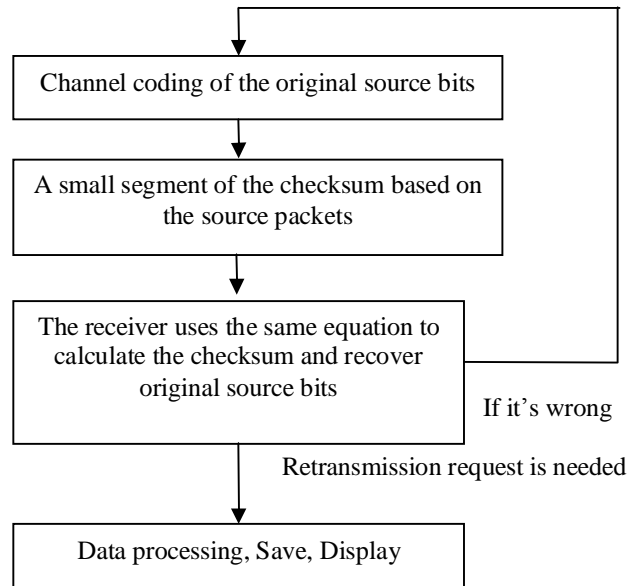 Channel coding of the original source bits
A small segment of the checksum based on
the source packets
The receiver uses the same equation to
calculate the checksum and recover
original source bits
If it’s wrong
Retransmission request is needed
Data processing, Save, Display